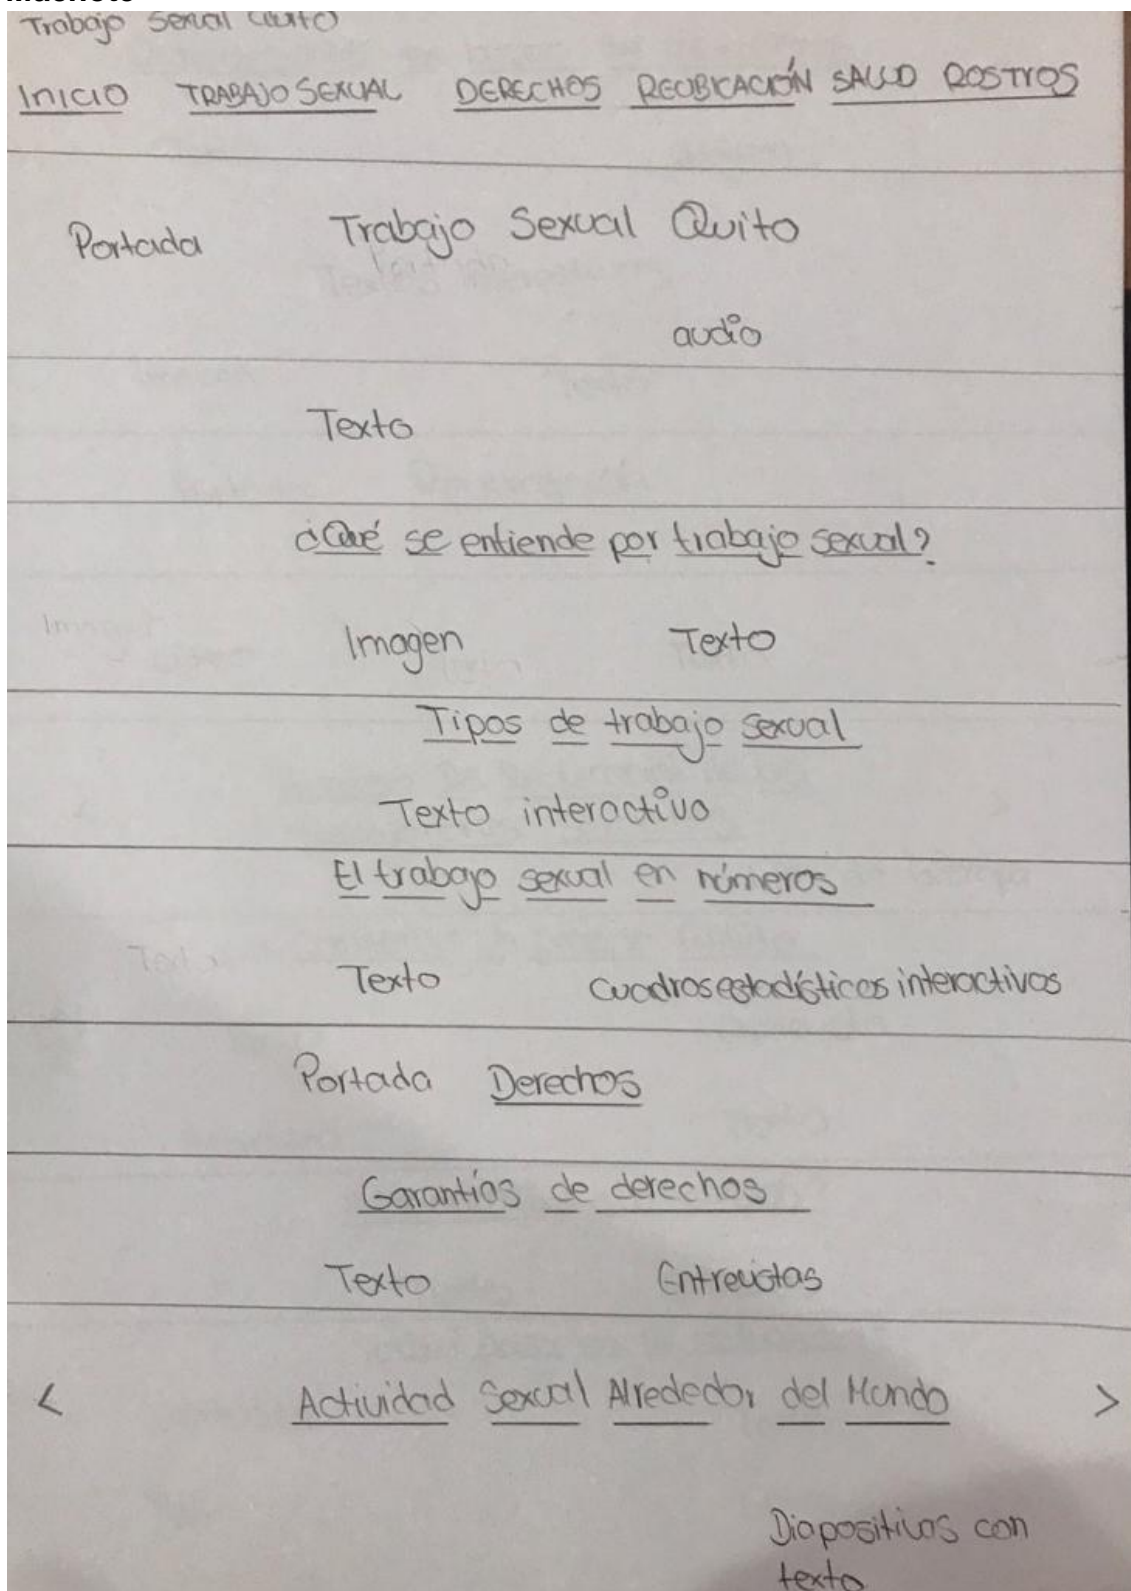 Trabajo Sexual Quito
INICIO TRABAJO SEXUAL DERECHOS REUBICACIÓN SALUD ROSTROS
Portada Trabajo Sexual Quito
audio
Texto
¿Qué se entiende por trabajo sexual?
Imagen Texto
Tipos de trabajo sexual
Texto interactivo
El trabajo sexual en números
Texto cuadros estadísticos interactivos
Portada Derechos
Garantías de derechos
Texto Entrevistas
< Actividad Sexual Alrededor del Mundo >
Diapositivas con
texto